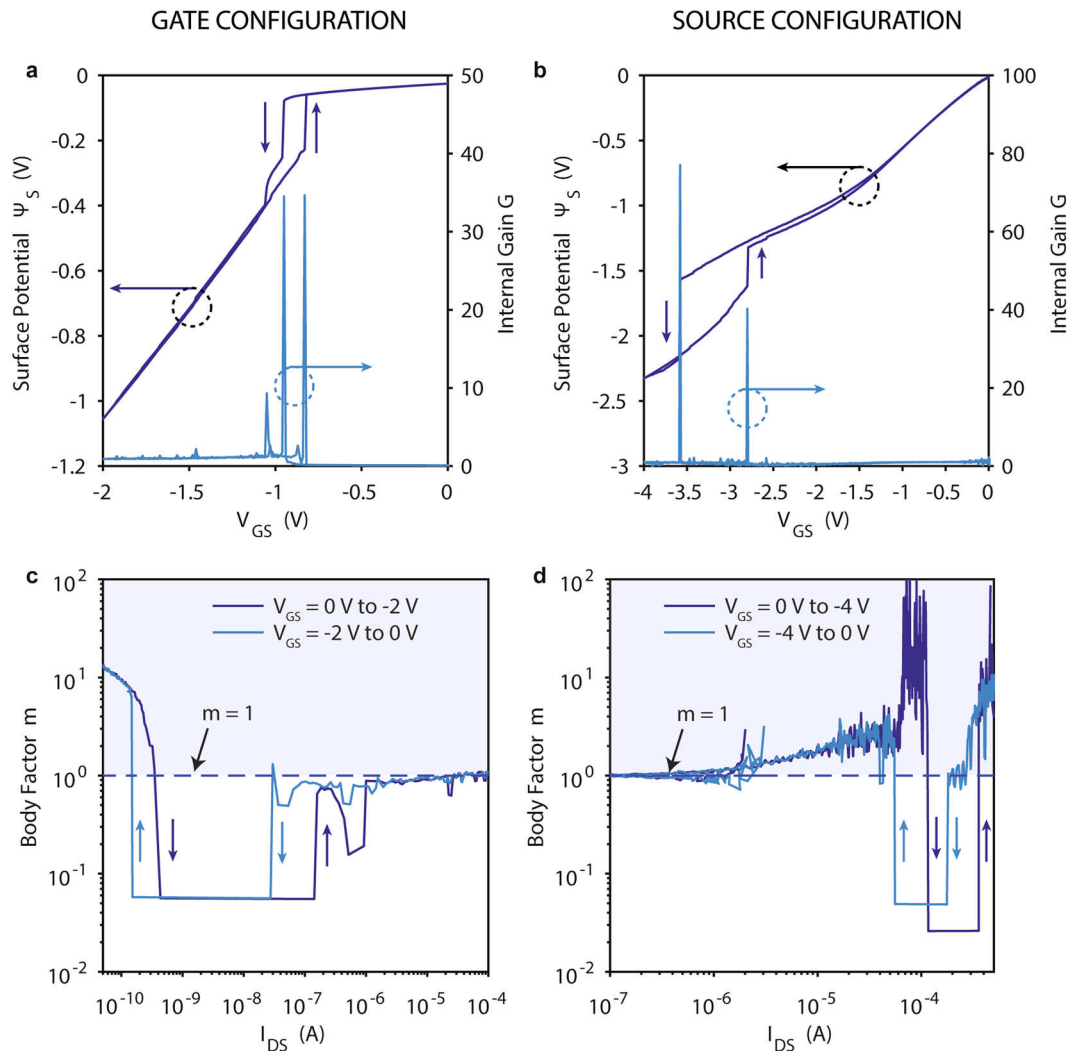 GATE CONFIGURATION
SOURCE CONFIGURATION
a
0
-0.2
-0.4
-0.6
-0.8
-1
-1.2
Surface Potential Ψ_S (V)
50
40
30
20
10
0
Internal Gain G
-2 -1.5 -1 -0.5 0
V_GS (V)
b
0
-0.5
-1
-1.5
-2
-2.5
-3
Surface Potential Ψ_S (V)
100
80
60
40
20
0
Internal Gain G
-4 -3.5 -3 -2.5 -2 -1.5 -1 -0.5 0
V_GS (V)
c
10^2
10^1
10^0
10^-1
10^-2
Body Factor m
V_GS = 0 V to -2 V
V_GS = -2 V to 0 V
m = 1
10^-10 10^-9 10^-8 10^-7 10^-6 10^-5 10^-4
I_DS (A)
d
10^2
10^1
10^0
10^-1
10^-2
Body Factor m
V_GS = 0 V to -4 V
V_GS = -4 V to 0 V
m = 1
10^-7 10^-6 10^-5 10^-4
I_DS (A)